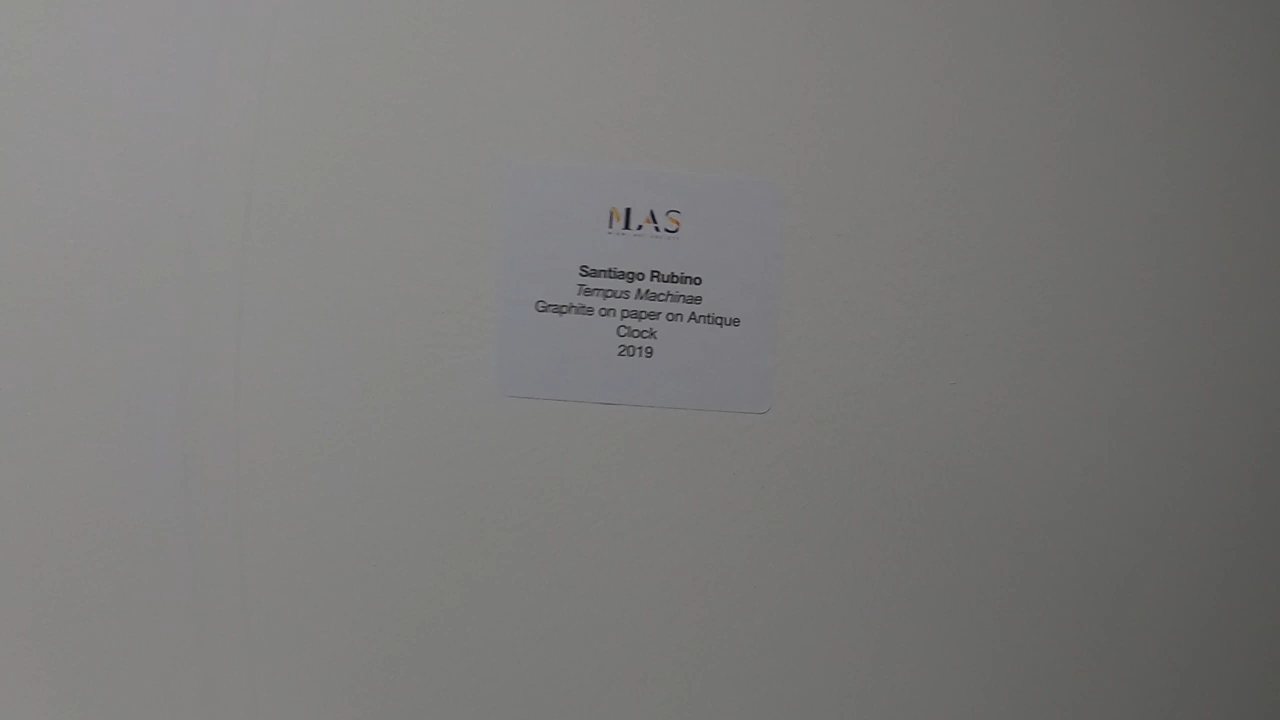 MAS
Santiago Rubino
Tempus Machinae
Graphite on paper on Antique
Clock
2019